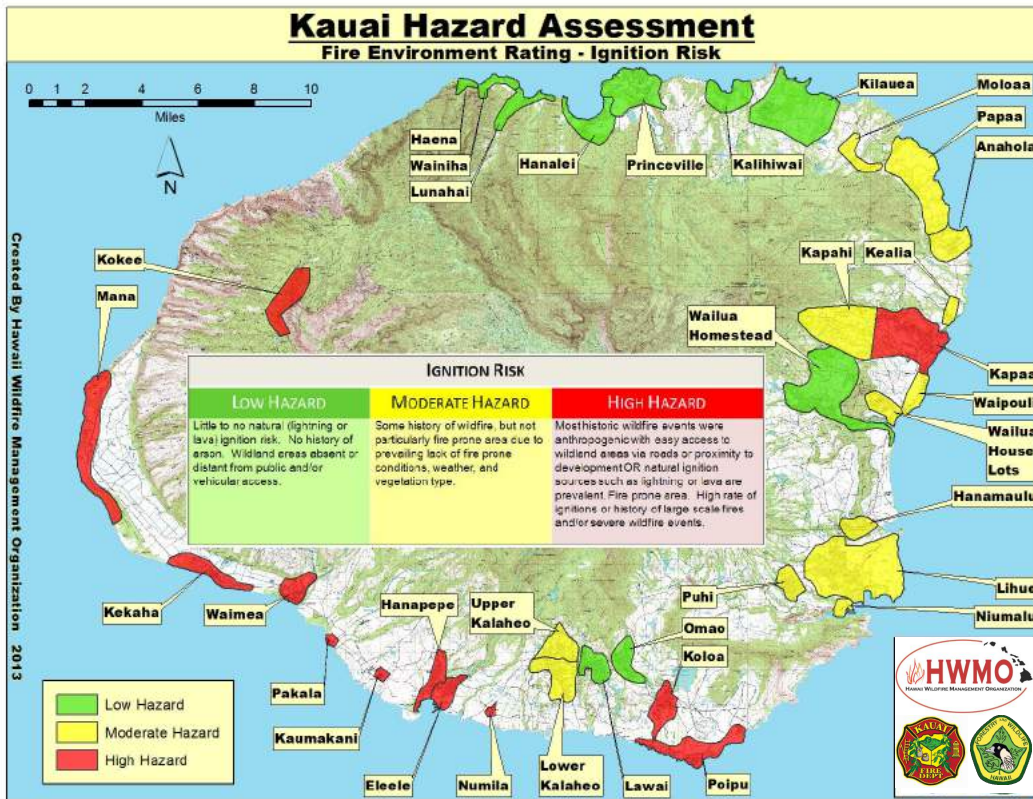 Kauai Hazard Assessment
Fire Environment Rating - Ignition Risk
0 2 4 6 8 10
Miles
N
Haena
Wainiha
Lunahai
Hanalei
Princeville
Kalihiwai
Kilauea
Moloaa
Papaa
Anahola
Kokee
Mana
Kapahi
Kealia
Wailua
Homestead
Kapaa
Waipouli
Wailua
House
Lots
Hanamaulu
Lihue
Puhi
Niumalu
IGNITION RISK
LOW HAZARD
Little to no natural (lightning or
lava) ignition risk. No history of
arson. Wildland areas absent or
distant from public and/or
vehicular access.
MODERATE HAZARD
Some history of wildfire, but not
particularly fire prone area due to
prevailing lack of fire prone
conditions, weather, and
vegetation type.
HIGH HAZARD
Most historic wildfire events were
anthropogenic with easy access to
wildland areas via roads or proximity to
development OR natural ignition
sources such as lightning or lava are
prevalent. Fire prone area. High rate of
ignitions or history of large scale fires
and/or severe wildfire events.
Kekaha
Waimea
Hanapepe
Upper
Kalaheo
Omao
Koloa
Pakala
Kaumakani
Eleele
Numila
Lower
Kalaheo
Lawai
Poipu
Low Hazard
Moderate Hazard
High Hazard
Created By Hawaii Wildfire Management Organization 2013
HWMO
HAWAII WILDFIRE MANAGEMENT ORGANIZATION
KAUAI
FIRE
DEPT
FORESTRY AND WILDLIFE
HAWAII